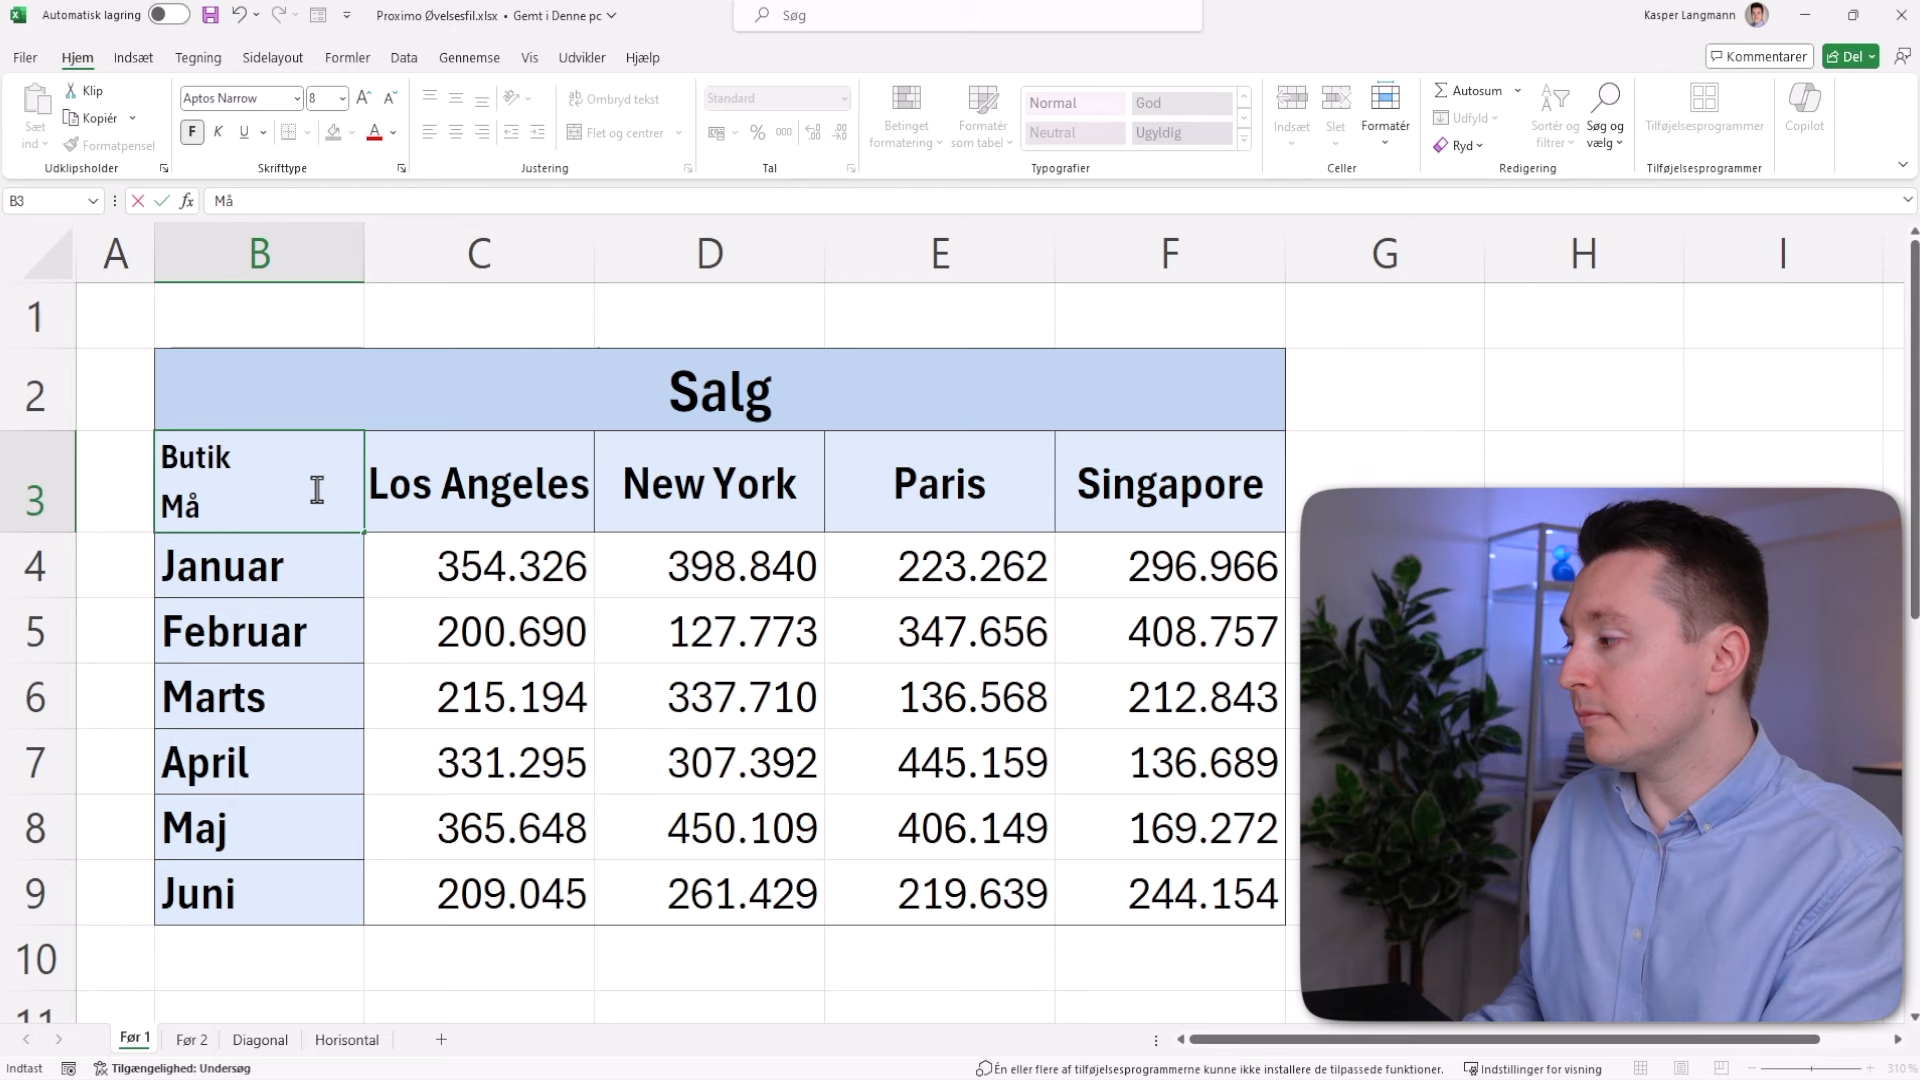 Automatisk lagring
Proximo Øvelsesfil.xlsx • Gemt i Denne pc
Søg
Kasper Langmann
Filer Hjem Indsæt Tegning Sidelayout Formler Data Gennemse Vis Udvikler Hjælp
Kommentarer Del
Sæt ind
Klip
Kopiér
Formatpensel
Udklipsholder
Aptos Narrow 8
F K U
Skrifttype
Ombryd tekst
Flet og centrer
Justering
Standard
% 000
Tal
Betinget formatering
Formatér som tabel
Normal God
Neutral Ugyldig
Typografier
Indsæt
Slet
Formatér
Celler
Autosum
Udfyld
Ryd
Sortér og filtrer
Søg og vælg
Redigering
Tilføjelsesprogrammer
Tilføjelsesprogrammer
Copilot
B3 fx Må
A B C D E F G H I
1
2 Salg
3 Butik
Må
Los Angeles New York Paris Singapore
4 Januar 354.326 398.840 223.262 296.966
5 Februar 200.690 127.773 347.656 408.757
6 Marts 215.194 337.710 136.568 212.843
7 April 331.295 307.392 445.159 136.689
8 Maj 365.648 450.109 406.149 169.272
9 Juni 209.045 261.429 219.639 244.154
10
11
Før 1 Før 2 Diagonal Horisontal
Indtast Tilgængelighed: Undersøg Én eller flere af tilføjelsesprogrammerne kunne ikke installere de tilpassede funktioner. Indstillinger for visning 310 %